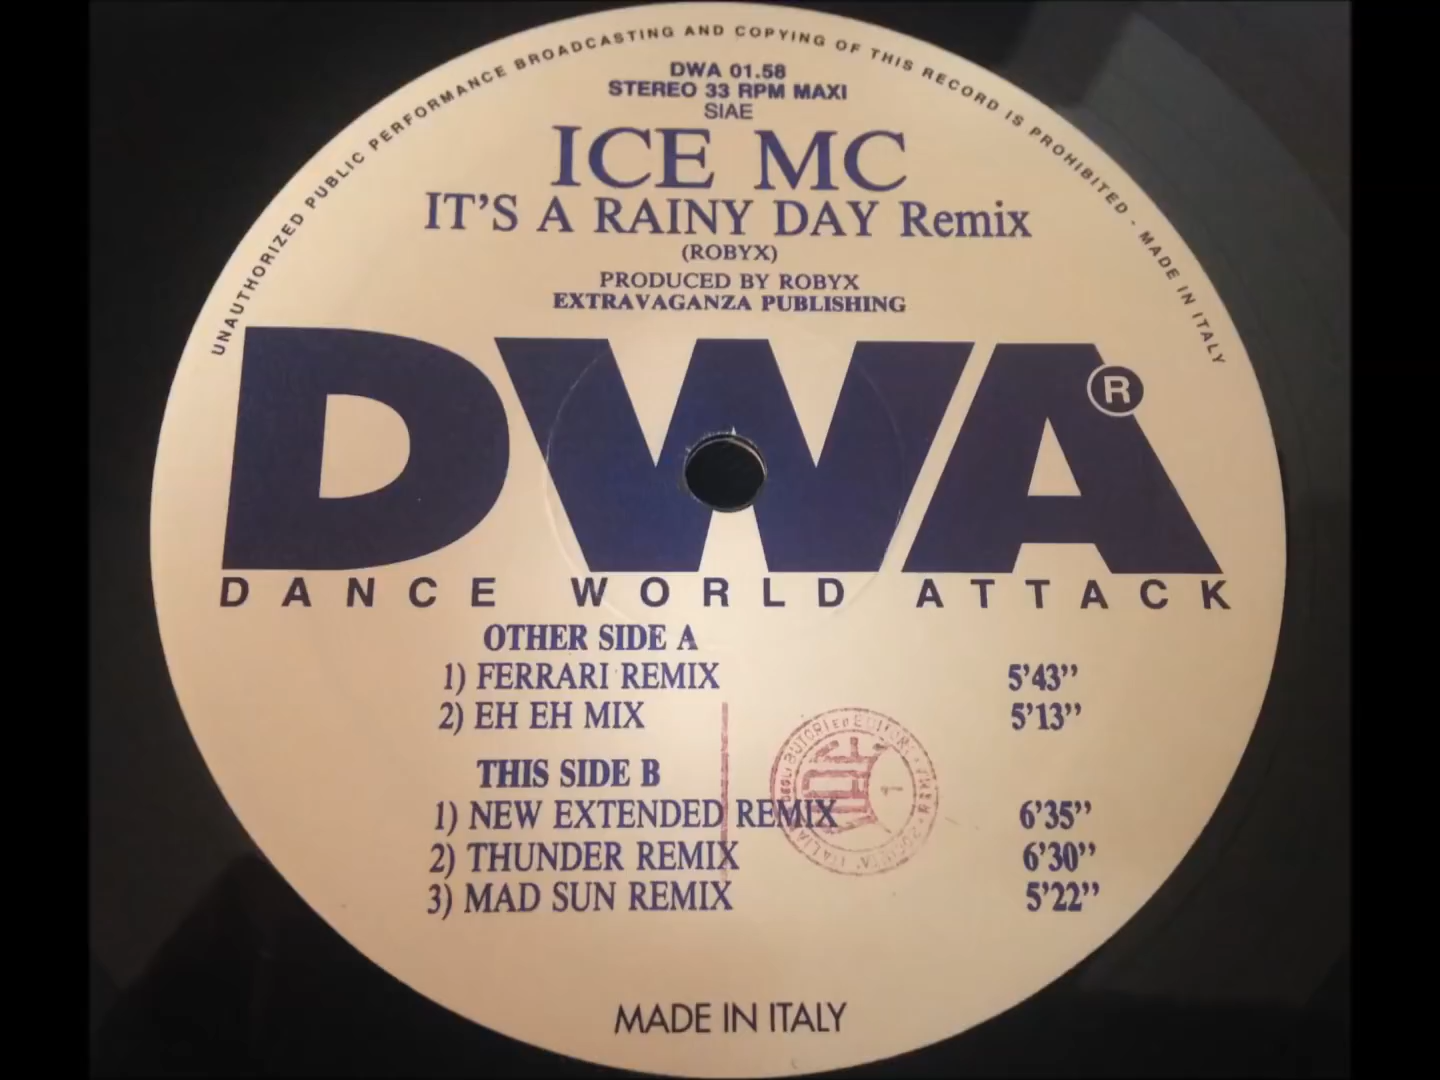 UNAUTHORIZED PUBLIC PERFORMANCE BROADCASTING AND COPYING OF THIS RECORD IS PROHIBITED - MADE IN ITALY
DWA 01.58
STEREO 33 RPM MAXI
SIAE
ICE MC
IT'S A RAINY DAY Remix
(ROBYX)
PRODUCED BY ROBYX
EXTRAVAGANZA PUBLISHING
DWA ®
DANCE WORLD ATTACK
OTHER SIDE A
1) FERRARI REMIX 5'43''
2) EH EH MIX 5'13''
THIS SIDE B
1) NEW EXTENDED REMIX 6'35''
2) THUNDER REMIX 6'30''
3) MAD SUN REMIX 5'22''
MADE IN ITALY